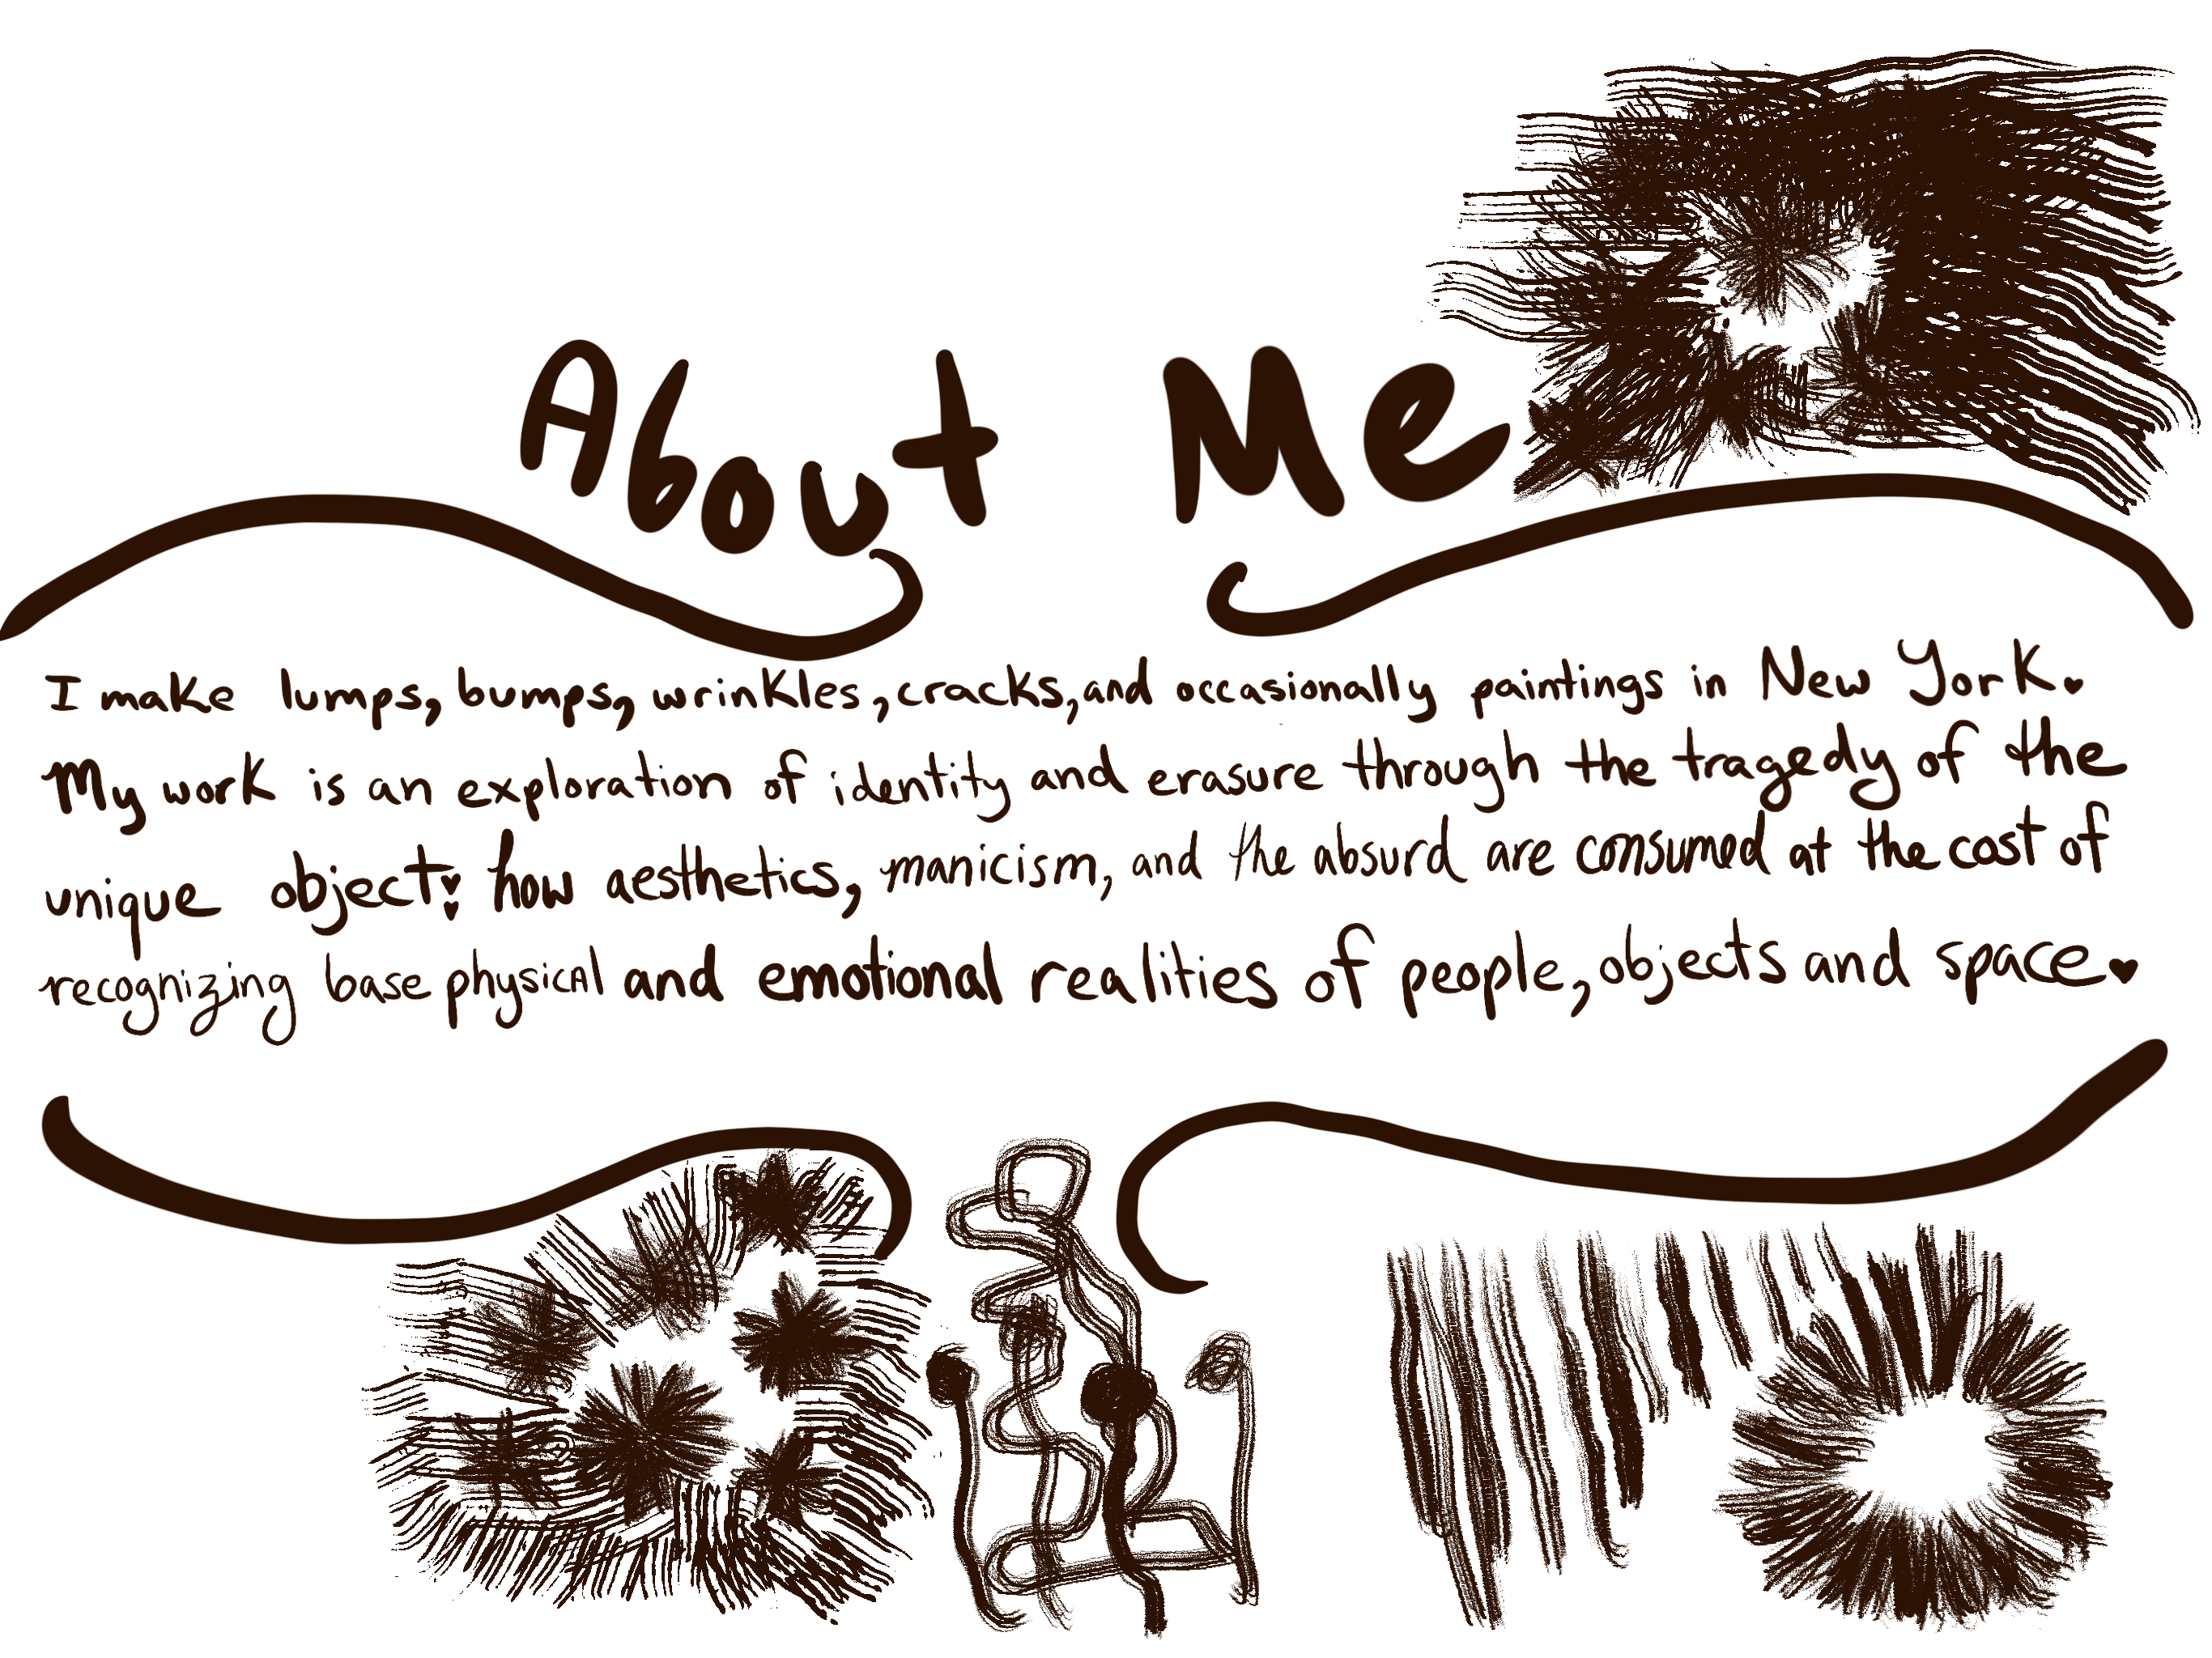 About Me
I make lumps, bumps, wrinkles, cracks, and occasionally paintings in New York.
My work is an exploration of identity and erasure through the tragedy of the
unique object: how aesthetics, manicism, and the absurd are consumed at the cost of
recognizing base physicAl and emotional realities of people, objects and space.